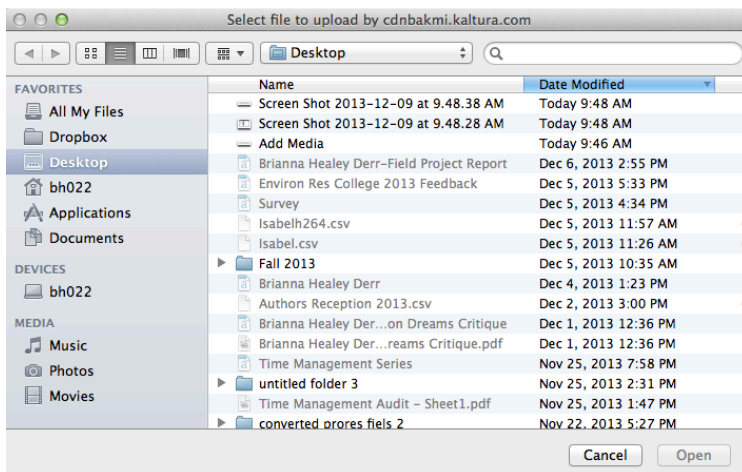 Select file to upload by cdnbakmi.kaltura.com
Desktop
FAVORITES
All My Files
Dropbox
Desktop
bh022
Applications
Documents
DEVICES
bh022
MEDIA
Music
Photos
Movies
Name Date Modified
Screen Shot 2013-12-09 at 9.48.38 AM Today 9:48 AM
Screen Shot 2013-12-09 at 9.48.28 AM Today 9:48 AM
Add Media Today 9:46 AM
Brianna Healey Derr-Field Project Report Dec 6, 2013 2:55 PM
Environ Res College 2013 Feedback Dec 5, 2013 5:33 PM
Survey Dec 5, 2013 4:34 PM
Isabelh264.csv Dec 5, 2013 11:57 AM
Isabel.csv Dec 5, 2013 11:26 AM
Fall 2013 Dec 5, 2013 10:35 AM
Brianna Healey Derr Dec 4, 2013 1:23 PM
Authors Reception 2013.csv Dec 2, 2013 3:00 PM
Brianna Healey Der...on Dreams Critique Dec 1, 2013 12:36 PM
Brianna Healey Der...reams Critique.pdf Dec 1, 2013 12:36 PM
Time Management Series Nov 25, 2013 7:58 PM
untitled folder 3 Nov 25, 2013 2:31 PM
Time Management Audit - Sheet1.pdf Nov 25, 2013 1:47 PM
converted prores fiels 2 Nov 22, 2013 5:27 PM
Cancel Open